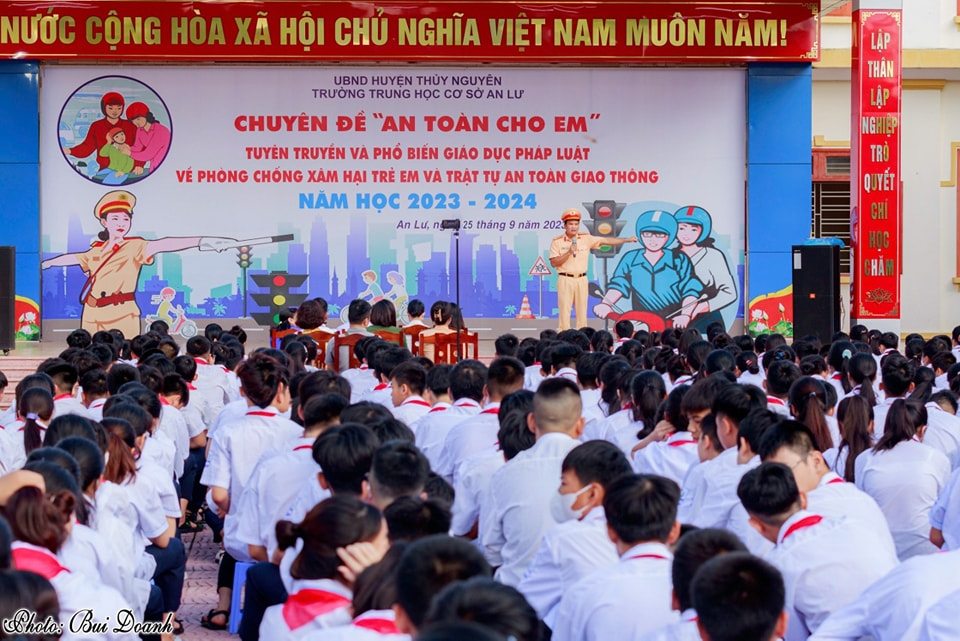 NƯỚC CỘNG HÒA XÃ HỘI CHỦ NGHĨA VIỆT NAM MUÔN NĂM!
UBND HUYỆN THỦY NGUYÊN
TRƯỜNG TRUNG HỌC CƠ SỞ AN LƯ
CHUYÊN ĐỀ "AN TOÀN CHO EM"
TUYÊN TRUYỀN VÀ PHỔ BIẾN GIÁO DỤC PHÁP LUẬT
VỀ PHÒNG CHỐNG XÂM HẠI TRẺ EM VÀ TRẬT TỰ AN TOÀN GIAO THÔNG
NĂM HỌC 2023 - 2024
An Lư, 25 tháng 9 năm 2023
LẬP
THÂN
LẬP
NGHIỆP
TRÒ
QUYẾT
CHÍ
HỌC
CHĂM
Photo: Bui Doanh